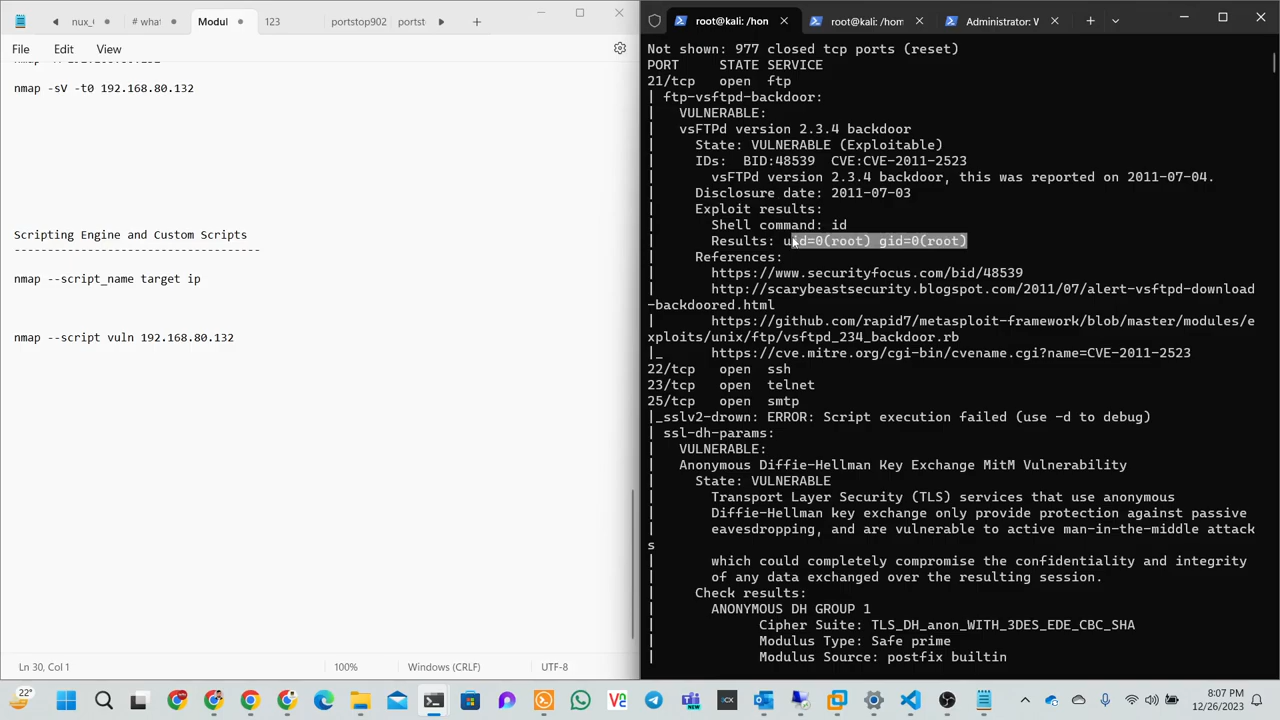 nux_
# what
Modul
123
portstop902
portst
File
Edit
View
nmap -sV -t0 192.168.80.132
Scripting Engine and Custom Scripts
-----------------------------------
nmap --script_name target ip
nmap --script vuln 192.168.80.132
Ln 30, Col 1
100%
Windows (CRLF)
UTF-8
root@kali: /hon
root@kali: /hom
Administrator: W
Not shown: 977 closed tcp ports (reset)
PORT     STATE SERVICE
21/tcp   open  ftp
| ftp-vsftpd-backdoor:
|   VULNERABLE:
|   vsFTPd version 2.3.4 backdoor
|     State: VULNERABLE (Exploitable)
|     IDs:  BID:48539  CVE:CVE-2011-2523
|       vsFTPd version 2.3.4 backdoor, this was reported on 2011-07-04.
|     Disclosure date: 2011-07-03
|     Exploit results:
|       Shell command: id
|       Results: uid=0(root) gid=0(root)
|     References:
|       https://www.securityfocus.com/bid/48539
|       http://scarybeastsecurity.blogspot.com/2011/07/alert-vsftpd-download
-backdoored.html
|       https://github.com/rapid7/metasploit-framework/blob/master/modules/e
xploits/unix/ftp/vsftpd_234_backdoor.rb
|_      https://cve.mitre.org/cgi-bin/cvename.cgi?name=CVE-2011-2523
22/tcp   open  ssh
23/tcp   open  telnet
25/tcp   open  smtp
|_sslv2-drown: ERROR: Script execution failed (use -d to debug)
| ssl-dh-params:
|   VULNERABLE:
|   Anonymous Diffie-Hellman Key Exchange MitM Vulnerability
|     State: VULNERABLE
|       Transport Layer Security (TLS) services that use anonymous
|       Diffie-Hellman key exchange only provide protection against passive
|       eavesdropping, and are vulnerable to active man-in-the-middle attack
s
|       which could completely compromise the confidentiality and integrity
|       of any data exchanged over the resulting session.
|     Check results:
|       ANONYMOUS DH GROUP 1
|             Cipher Suite: TLS_DH_anon_WITH_3DES_EDE_CBC_SHA
|             Modulus Type: Safe prime
|             Modulus Source: postfix builtin
22°
8:07 PM
12/26/2023